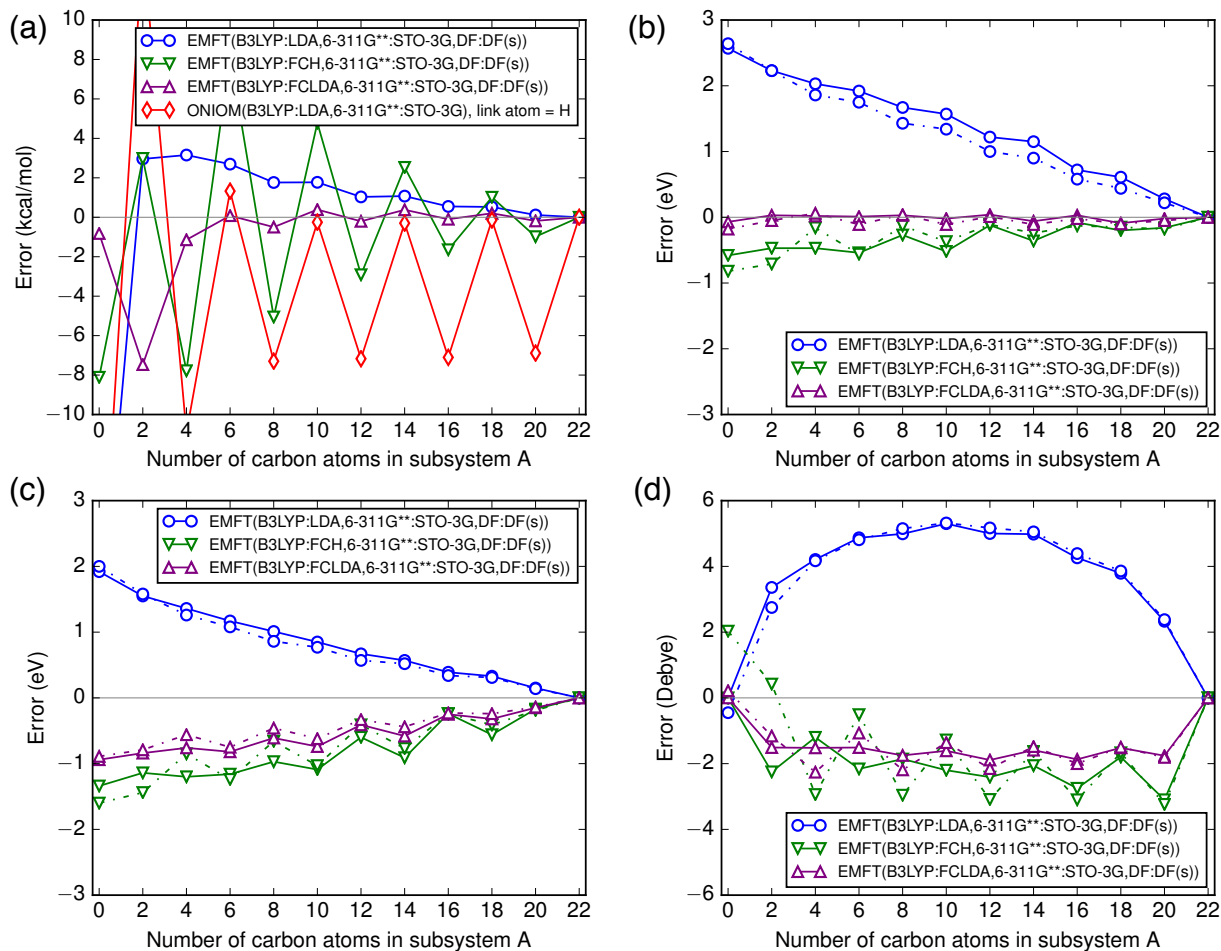 (a)
EMFT(B3LYP:LDA,6-311G**:STO-3G,DF:DF(s))
EMFT(B3LYP:FCH,6-311G**:STO-3G,DF:DF(s))
EMFT(B3LYP:FCLDA,6-311G**:STO-3G,DF:DF(s))
ONIOM(B3LYP:LDA,6-311G**:STO-3G), link atom = H
Error (kcal/mol)
10
8
6
4
2
0
−2
−4
−6
−8
−10
0 2 4 6 8 10 12 14 16 18 20 22
Number of carbon atoms in subsystem A
(b)
Error (eV)
3
2
1
0
−1
−2
−3
EMFT(B3LYP:LDA,6-311G**:STO-3G,DF:DF(s))
EMFT(B3LYP:FCH,6-311G**:STO-3G,DF:DF(s))
EMFT(B3LYP:FCLDA,6-311G**:STO-3G,DF:DF(s))
0 2 4 6 8 10 12 14 16 18 20 22
Number of carbon atoms in subsystem A
(c)
EMFT(B3LYP:LDA,6-311G**:STO-3G,DF:DF(s))
EMFT(B3LYP:FCH,6-311G**:STO-3G,DF:DF(s))
EMFT(B3LYP:FCLDA,6-311G**:STO-3G,DF:DF(s))
Error (eV)
3
2
1
0
−1
−2
−3
0 2 4 6 8 10 12 14 16 18 20 22
Number of carbon atoms in subsystem A
(d)
Error (Debye)
6
4
2
0
−2
−4
−6
EMFT(B3LYP:LDA,6-311G**:STO-3G,DF:DF(s))
EMFT(B3LYP:FCH,6-311G**:STO-3G,DF:DF(s))
EMFT(B3LYP:FCLDA,6-311G**:STO-3G,DF:DF(s))
0 2 4 6 8 10 12 14 16 18 20 22
Number of carbon atoms in subsystem A